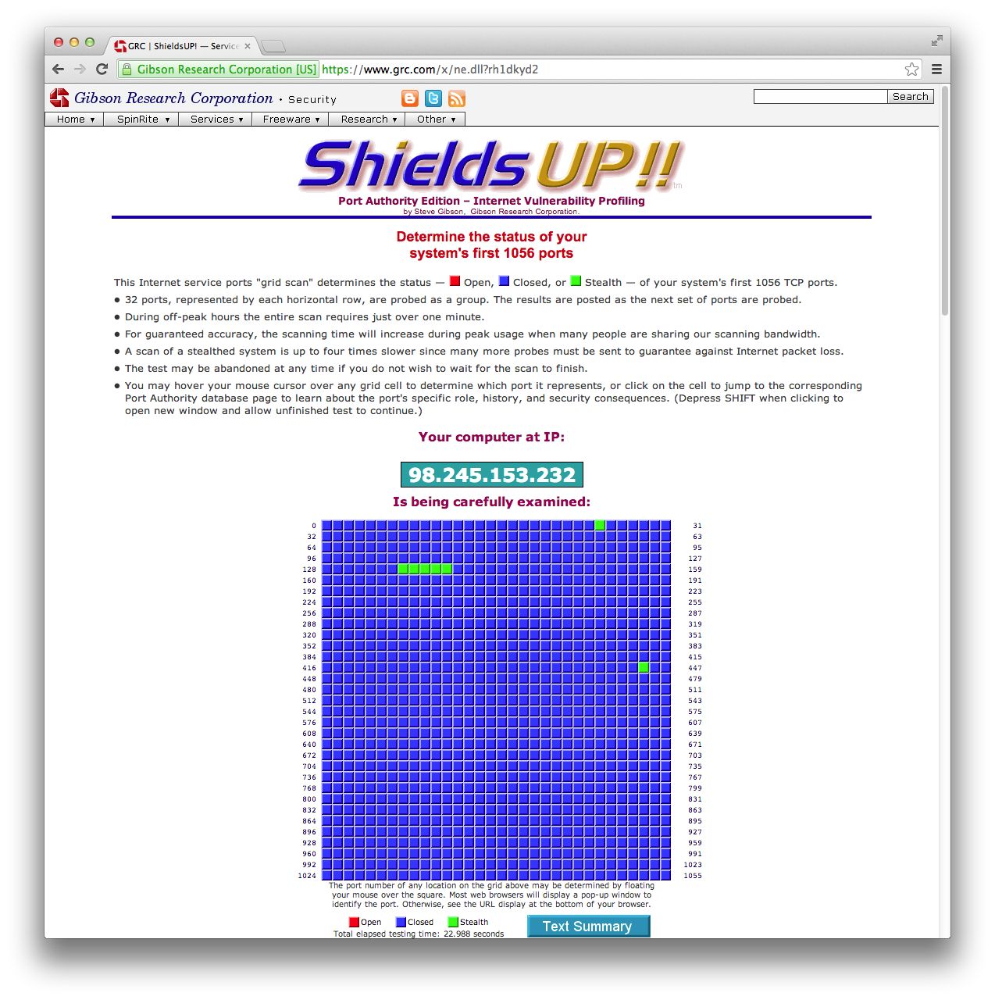 GRC | ShieldsUP! — Service
Gibson Research Corporation [US] https://www.grc.com/x/ne.dll?rh1dkyd2
Gibson Research Corporation · Security
Search
Home ▾ SpinRite ▾ Services ▾ Freeware ▾ Research ▾ Other ▾
Shields UP!! tm
Port Authority Edition – Internet Vulnerability Profiling
by Steve Gibson, Gibson Research Corporation.
Determine the status of your
system's first 1056 ports
This Internet service ports "grid scan" determines the status — Open, Closed, or Stealth — of your system's first 1056 TCP ports.
● 32 ports, represented by each horizontal row, are probed as a group. The results are posted as the next set of ports are probed.
● During off-peak hours the entire scan requires just over one minute.
● For guaranteed accuracy, the scanning time will increase during peak usage when many people are sharing our scanning bandwidth.
● A scan of a stealthed system is up to four times slower since many more probes must be sent to guarantee against Internet packet loss.
● The test may be abandoned at any time if you do not wish to wait for the scan to finish.
● You may hover your mouse cursor over any grid cell to determine which port it represents, or click on the cell to jump to the corresponding
Port Authority database page to learn about the port's specific role, history, and security consequences. (Depress SHIFT when clicking to
open new window and allow unfinished test to continue.)
Your computer at IP:
98.245.153.232
Is being carefully examined:
0 31
32 63
64 95
96 127
128 159
160 191
192 223
224 255
256 287
288 319
320 351
352 383
384 415
416 447
448 479
480 511
512 543
544 575
576 607
608 639
640 671
672 703
704 735
736 767
768 799
800 831
832 863
864 895
896 927
928 959
960 991
992 1023
1024 1055
The port number of any location on the grid above may be determined by floating
your mouse over the square. Most web browsers will display a pop-up window to
identify the port. Otherwise, see the URL display at the bottom of your browser.
Open Closed Stealth
Total elapsed testing time: 22.988 seconds
Text Summary